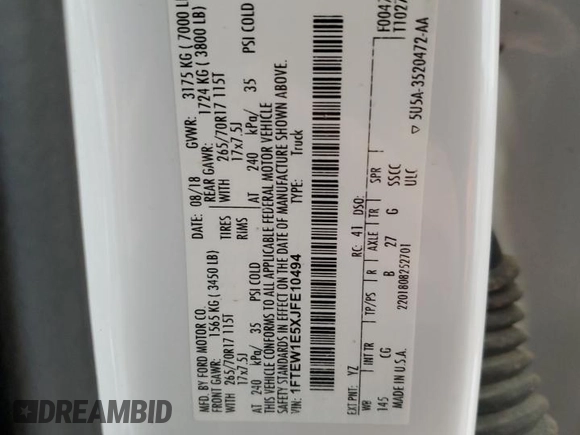 MFD. BY FORD MOTOR CO.
DATE: 08/18 GVWR: 3175 KG ( 7000 LB
FRONT GAWR: 1565 KG ( 3450 LB) REAR GAWR: 1724 KG ( 3800 LB)
WITH 265/70R17 115T TIRES WITH 265/70R17 115T
17x7.5J RIMS 17x7.5J
AT 240 kPa/ 35 PSI COLD AT 240 kPa/ 35 PSI COLD
THIS VEHICLE CONFORMS TO ALL APPLICABLE FEDERAL MOTOR VEHICLE
SAFETY STANDARDS IN EFFECT ON THE DATE OF MANUFACTURE SHOWN ABOVE.
VIN: 1FTEW1E5XJFE10494 TYPE: Truck
F0047
T1027
EXT PNT: YZ RC: 41 DSO:
WB INT TR TP/PS R AXLE TR SPR
145 CG B 27 G SSCC
2201808252701 ULC
MADE IN U.S.A. 5U5A-3520472-AA
DREAMBID